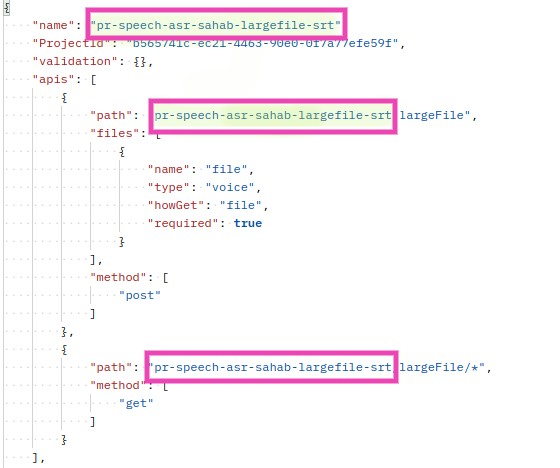 {
"name": "pr-speech-asr-sahab-largefile-srt"
"ProjectId": "b565741c-ec21-4463-90e0-0f7a77efe59f",
"validation": {},
"apis": [
{
"path": "pr-speech-asr-sahab-largefile-srt/largeFile",
"files": [
{
"name": "file",
"type": "voice",
"howGet": "file",
"required": true
}
],
"method": [
"post"
]
},
{
"path": "pr-speech-asr-sahab-largefile-srt/largeFile/*",
"method": [
"get"
]
}
],